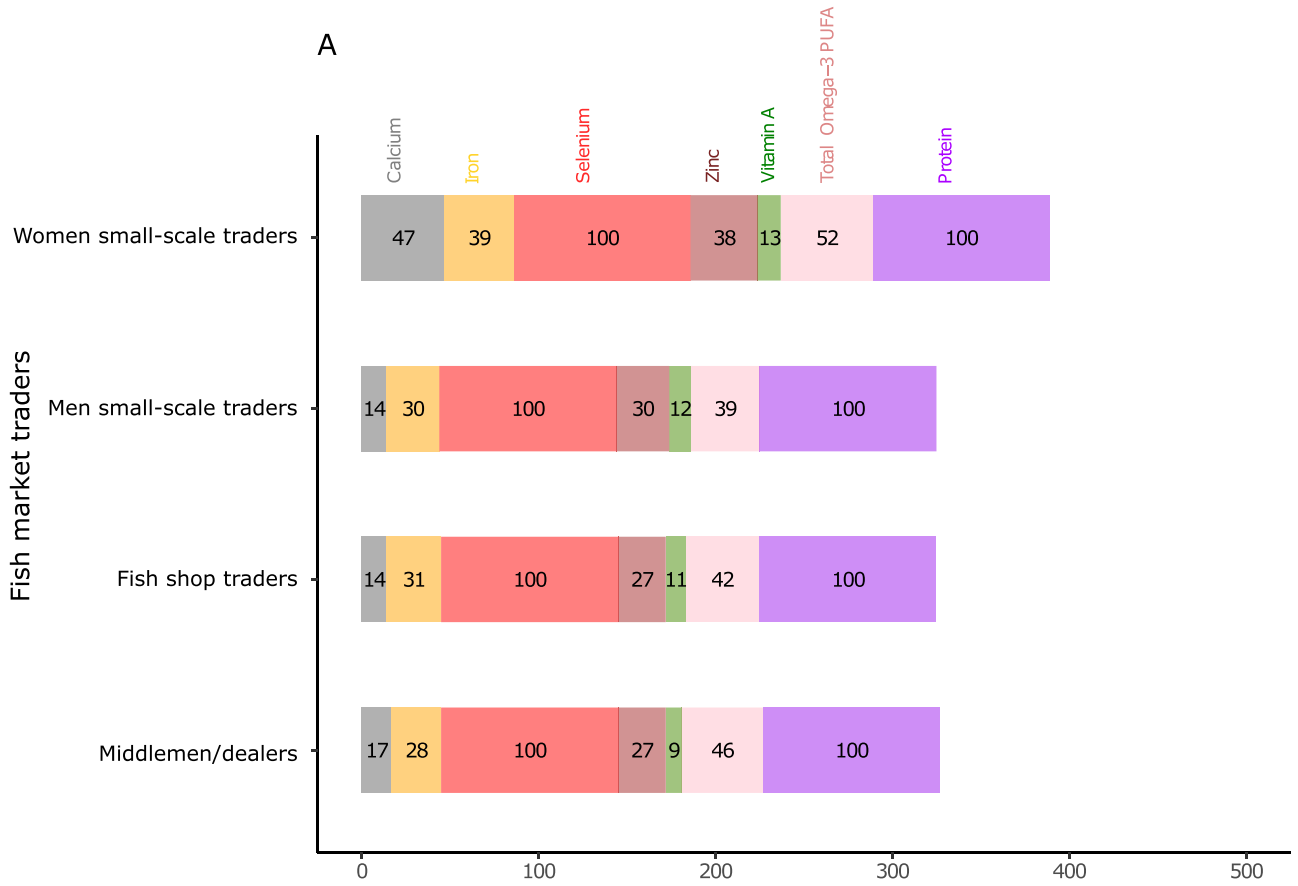 A
Calcium
Iron
Selenium
Zinc
Vitamin A
Total Omega−3 PUFA
Protein
Fish market traders
Women small-scale traders
47 39 100 38 13 52 100
Men small-scale traders
14 30 100 30 12 39 100
Fish shop traders
14 31 100 27 11 42 100
Middlemen/dealers
17 28 100 27 9 46 100
0 100 200 300 400 500